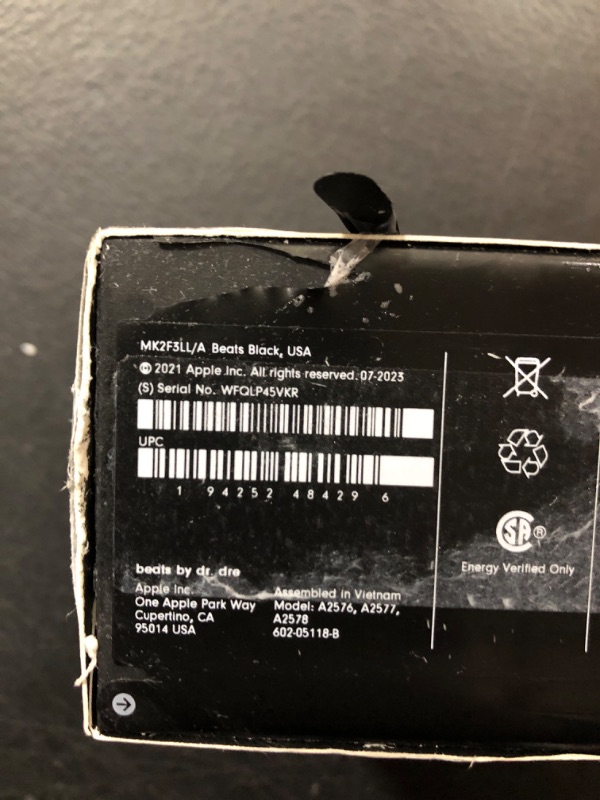 MK2F3LL/A Beats Black, USA
© 2021 Apple Inc. All rights reserved. 07-2023
(S) Serial No. WFQLP45VKR
UPC
1 94252 48429 6
beats by dr. dre
Apple Inc.
One Apple Park Way
Cupertino, CA
95014 USA
Assembled in Vietnam
Model: A2576, A2577,
A2578
602-05118-B
SA®
Energy Verified Only